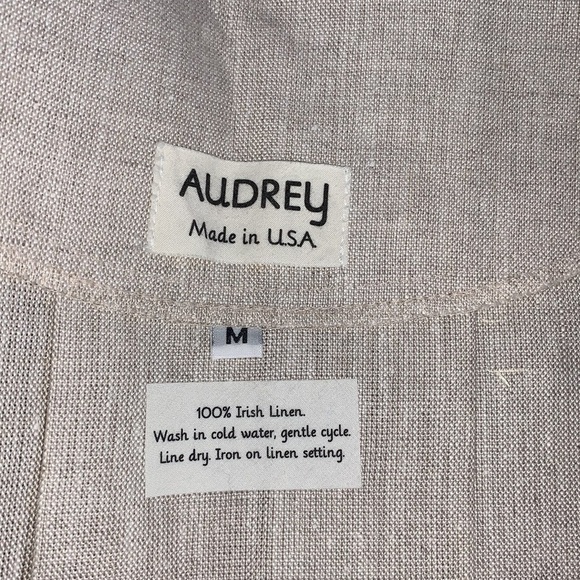 AUDREY
Made in U.S.A.
M
100% Irish Linen.
Wash in cold water, gentle cycle.
Line dry. Iron on linen setting.